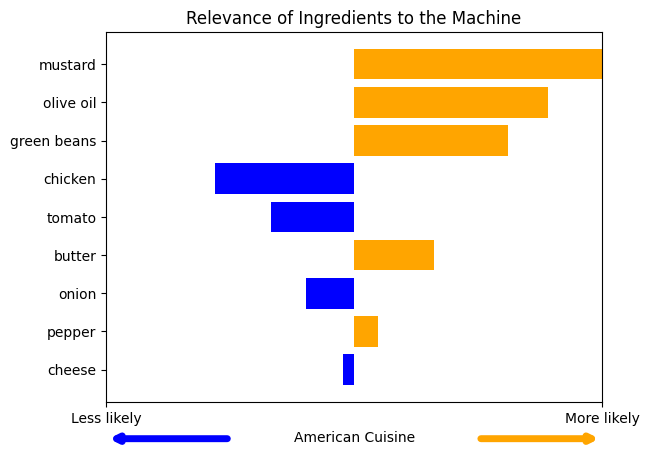 Relevance of Ingredients to the Machine
mustard
olive oil
green beans
chicken
tomato
butter
onion
pepper
cheese
Less likely
More likely
American Cuisine